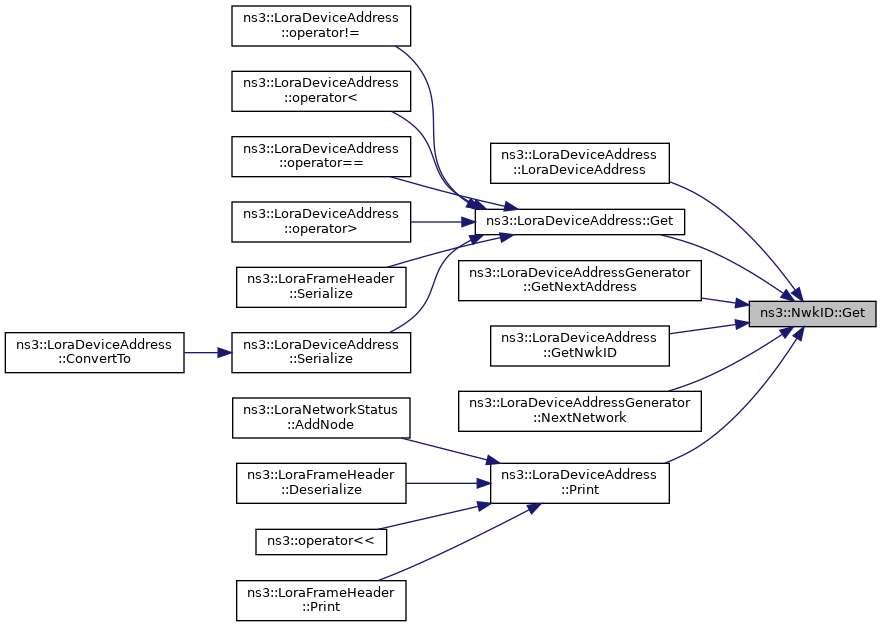 ns3::LoraDeviceAddress
::operator!=
ns3::LoraDeviceAddress
::operator<
ns3::LoraDeviceAddress
::operator==
ns3::LoraDeviceAddress
::operator>
ns3::LoraFrameHeader
::Serialize
ns3::LoraDeviceAddress
::ConvertTo
ns3::LoraDeviceAddress
::Serialize
ns3::LoraNetworkStatus
::AddNode
ns3::LoraFrameHeader
::Deserialize
ns3::operator<<
ns3::LoraFrameHeader
::Print
ns3::LoraDeviceAddress
::LoraDeviceAddress
ns3::LoraDeviceAddress::Get
ns3::LoraDeviceAddressGenerator
::GetNextAddress
ns3::LoraDeviceAddress
::GetNwkID
ns3::LoraDeviceAddressGenerator
::NextNetwork
ns3::LoraDeviceAddress
::Print
ns3::NwkID::Get